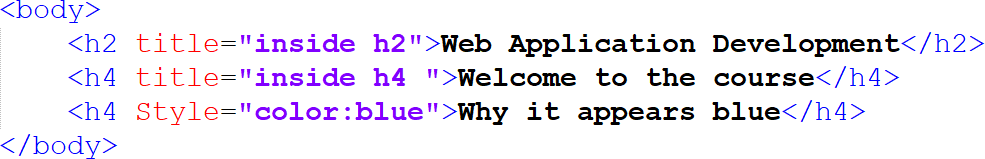 <body>
<h2 title="inside h2">Web Application Development</h2>
<h4 title="inside h4 ">Welcome to the course</h4>
<h4 Style="color:blue">Why it appears blue</h4>
</body>